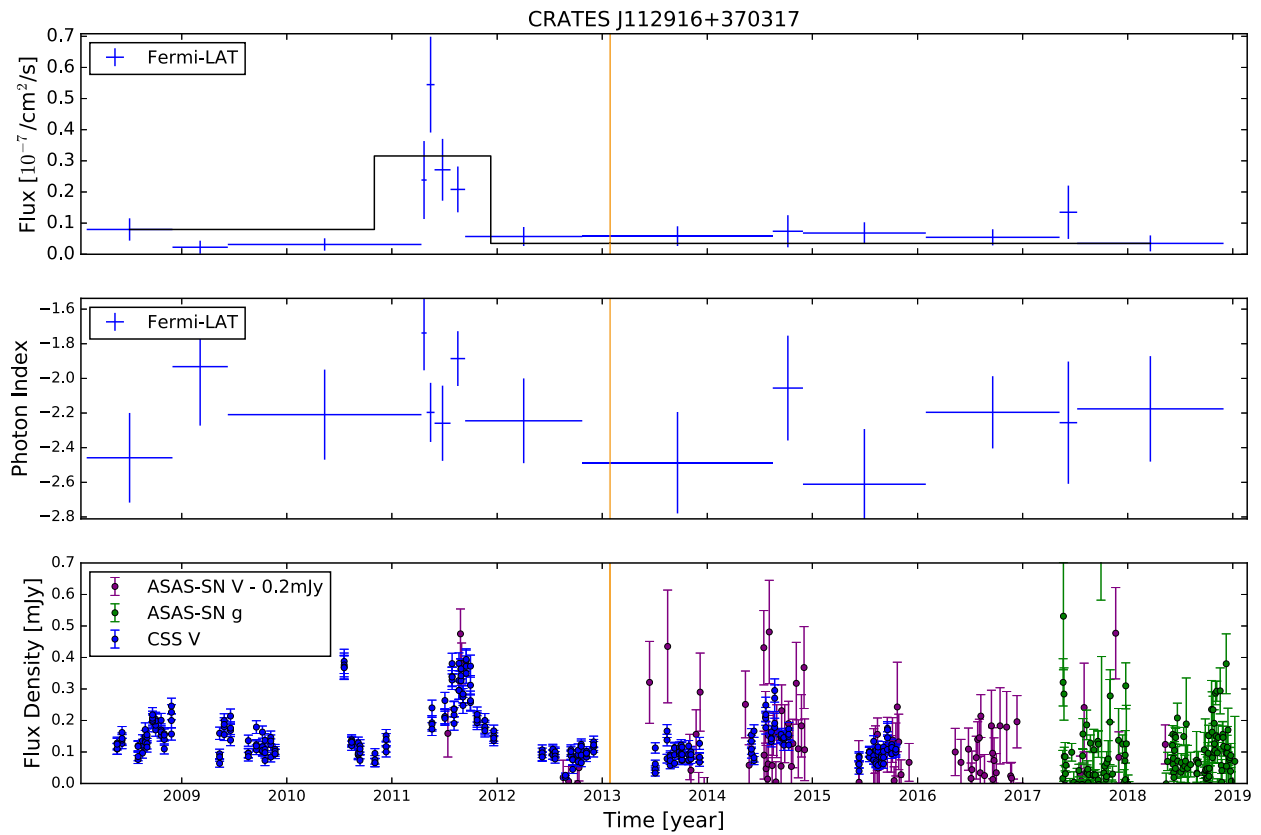 CRATES J112916+370317
Flux [10⁻⁷/cm²/s]
0.7
0.6
0.5
0.4
0.3
0.2
0.1
0.0
Fermi-LAT
Photon Index
−1.6
−1.8
−2.0
−2.2
−2.4
−2.6
−2.8
Fermi-LAT
Flux Density [mJy]
0.7
0.6
0.5
0.4
0.3
0.2
0.1
0.0
ASAS-SN V - 0.2mJy
ASAS-SN g
CSS V
2009 2010 2011 2012 2013 2014 2015 2016 2017 2018 2019
Time [year]